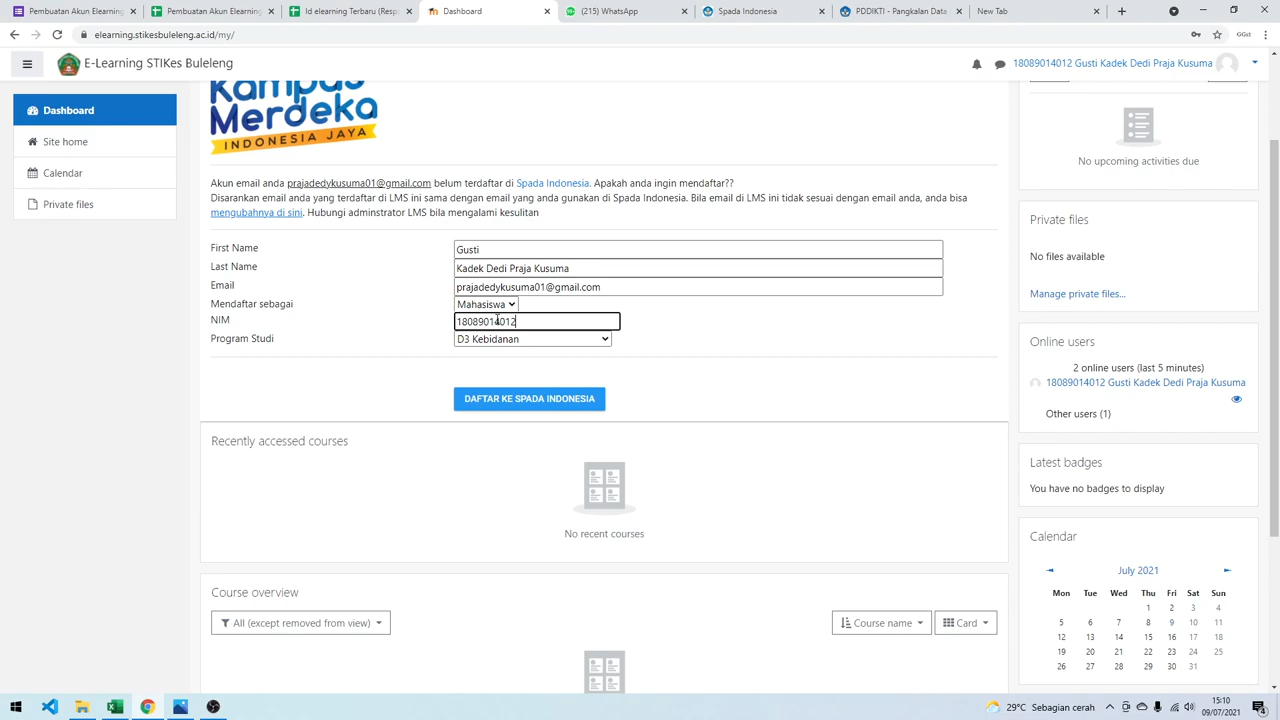 Panduan Akun Elearning
Panduan Akun Elearning
Id elearning Terbaru (Resp
Dashboard
(215) WhatsApp
Spada Indonesia
PDDIKTI - Pangkalan Data
New Tab
elearning.stikesbuleleng.ac.id/my/
E-Learning STIKes Buleleng
18089014012 Gusti Kadek Dedi Praja Kusuma
Dashboard
Site home
Calendar
Private files
Kampus
Merdeka
INDONESIA JAYA
Akun email anda prajadedykusuma01@gmail.com belum terdaftar di Spada Indonesia. Apakah anda ingin mendaftar??
Disarankan email anda yang terdaftar di LMS ini sama dengan email yang anda gunakan di Spada Indonesia. Bila email di LMS ini tidak sesuai dengan email anda, anda bisa
mengubahnya di sini. Hubungi adminstrator LMS bila mengalami kesulitan
First Name Gusti
Last Name Kadek Dedi Praja Kusuma
Email prajadedykusuma01@gmail.com
Mendaftar sebagai Mahasiswa
NIM 18089014012
Program Studi D3 Kebidanan
DAFTAR KE SPADA INDONESIA
Recently accessed courses
No recent courses
Course overview
All (except removed from view)
Course name
Card
No upcoming activities due
Private files
No files available
Manage private files...
Online users
2 online users (last 5 minutes)
18089014012 Gusti Kadek Dedi Praja Kusuma
Other users (1)
Latest badges
You have no badges to display
Calendar
July 2021
Mon Tue Wed Thu Fri Sat Sun
1 2 3 4
5 6 7 8 9 10 11
12 13 14 15 16 17 18
19 20 21 22 23 24 25
26 27 28 29 30 31
29°C Sebagian cerah
15:10
09/07/2021